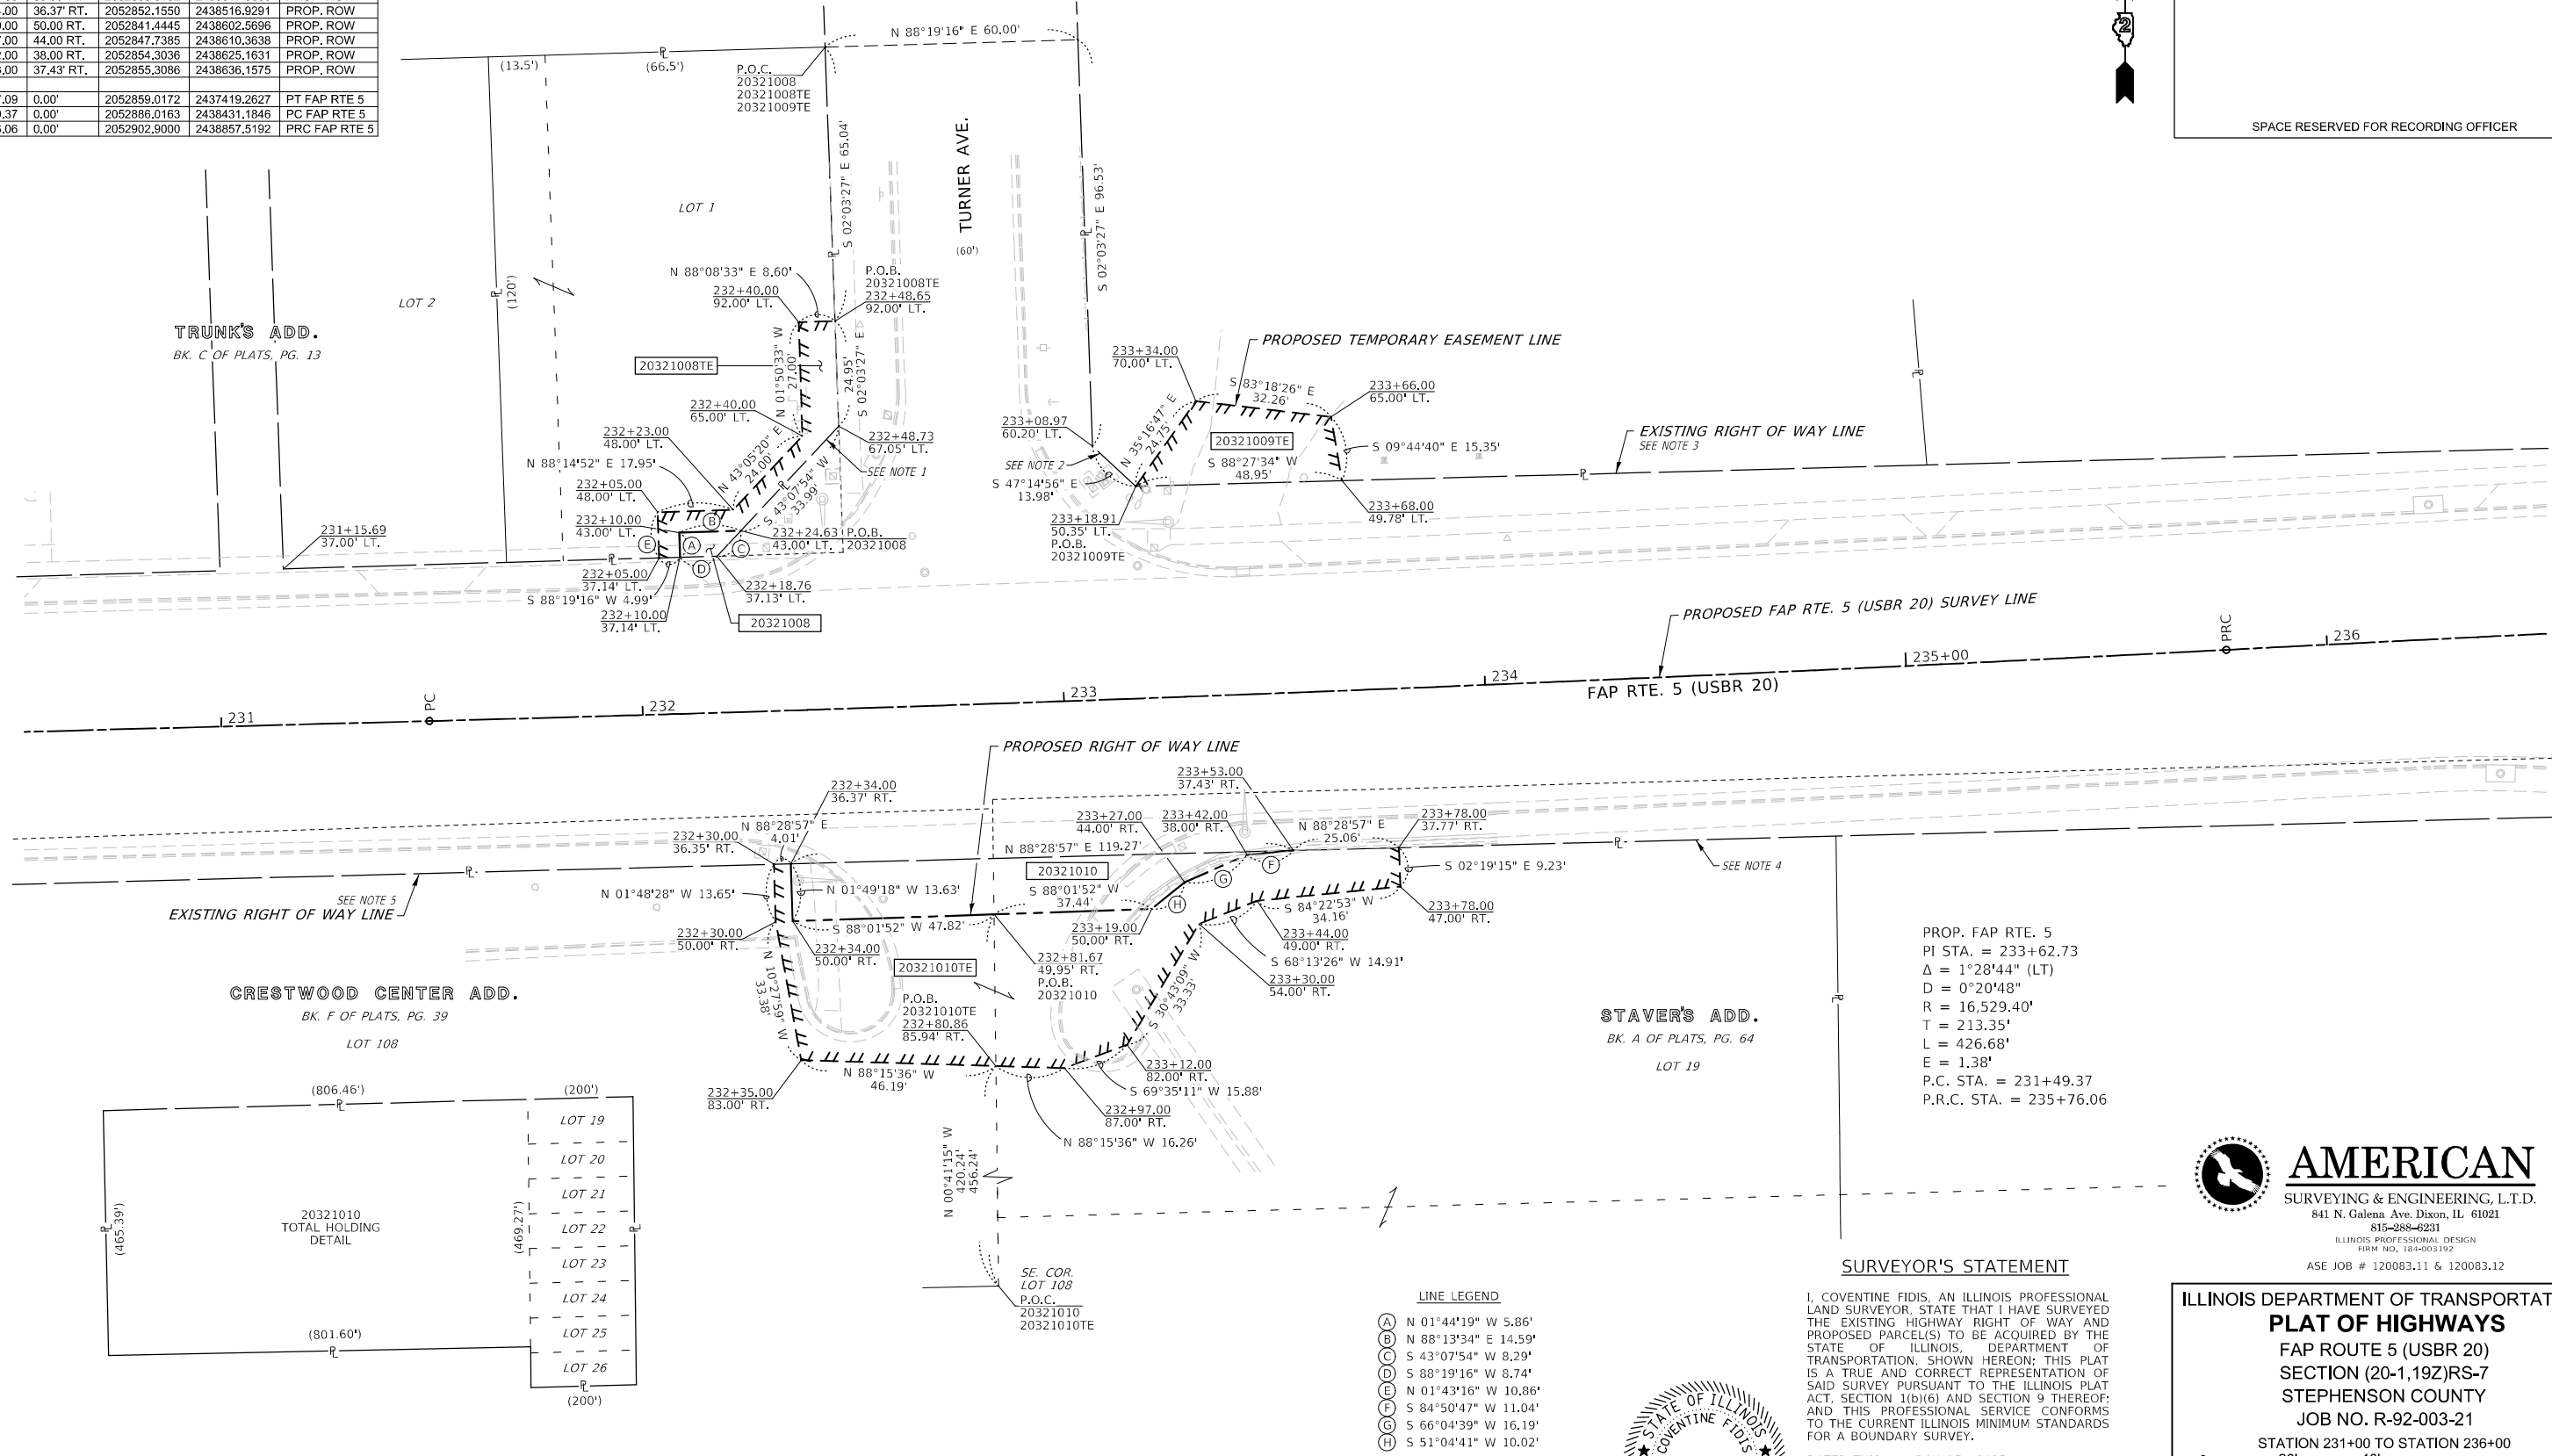 .00 36.37' RT. 2052852.1550 2438516.9291 PROP. ROW
.00 50.00 RT. 2052841.4445 2438602.5696 PROP. ROW
.00 44.00 RT. 2052847.7385 2438610.3638 PROP. ROW
.00 38.00 RT. 2052854.3036 2438625.1631 PROP. ROW
.00 37.43' RT. 2052855.3086 2438636.1575 PROP. ROW
.09 0.00' 2052859.0172 2437419.2627 PT FAP RTE 5
.37 0.00' 2052886.0163 2438431.1846 PC FAP RTE 5
.06 0.00' 2052902.9000 2438857.5192 PRC FAP RTE 5
2
SPACE RESERVED FOR RECORDING OFFICER
N 88°19'16" E 60.00'
(13.5')
(66.5')
P.O.C.
20321008
20321008TE
20321009TE
S 02°03'27" E 65.04'
TURNER AVE.
(60')
S 02°03'27" E 96.53'
LOT 1
LOT 2
(120')
TRUNK'S ADD.
BK. C OF PLATS, PG. 13
N 88°08'33" E 8.60'
232+40.00
92.00' LT.
P.O.B.
20321008TE
232+48.65
92.00' LT.
20321008TE
N 01°50'33" W
27.00'
24.95'
S 02°03'27" E
232+40.00
65.00' LT.
232+23.00
48.00' LT.
N 88°14'52" E 17.95'
232+05.00
48.00' LT.
N 43°05'20" E
24.00'
S 43°07'54" W
33.99'
232+48.73
67.05' LT.
SEE NOTE 1
232+10.00
43.00' LT.
232+24.63
43.00' LT.
P.O.B.
20321008
A
B
C
D
E
231+15.69
37.00' LT.
232+05.00
37.14' LT.
S 88°19'16" W 4.99'
232+10.00
37.14' LT.
232+18.76
37.13' LT.
20321008
233+34.00
70.00' LT.
PROPOSED TEMPORARY EASEMENT LINE
S 83°18'26" E
32.26'
233+66.00
65.00' LT.
233+08.97
60.20' LT.
N 35°16'47" E
24.75'
20321009TE
S 88°27'34" W
48.95'
S 09°44'40" E 15.35'
SEE NOTE 2
S 47°14'56" E
13.98'
233+18.91
50.35' LT.
P.O.B.
20321009TE
233+68.00
49.78' LT.
EXISTING RIGHT OF WAY LINE
SEE NOTE 3
PROPOSED FAP RTE. 5 (USBR 20) SURVEY LINE
FAP RTE. 5 (USBR 20)
231
PC
232
233
234
235+00
PRC
236
PROPOSED RIGHT OF WAY LINE
232+34.00
36.37' RT.
N 88°28'57" E
4.01'
232+30.00
36.35' RT.
233+53.00
37.43' RT.
233+27.00
44.00' RT.
233+42.00
38.00' RT.
N 88°28'57" E
25.06'
233+78.00
37.77' RT.
N 88°28'57" E 119.27'
20321010
S 88°01'52" W
37.44'
F
G
H
S 02°19'15" E 9.23'
SEE NOTE 4
N 01°48'28" W 13.65'
N 01°49'18" W 13.63'
SEE NOTE 5
EXISTING RIGHT OF WAY LINE
232+30.00
50.00' RT.
S 88°01'52" W 47.82'
232+34.00
50.00' RT.
S 84°22'53" W
34.16'
233+78.00
47.00' RT.
233+19.00
50.00' RT.
233+44.00
49.00' RT.
S 68°13'26" W 14.91'
233+30.00
54.00' RT.
232+81.67
49.95' RT.
P.O.B.
20321010
20321010TE
P.O.B.
20321010TE
232+80.86
85.94' RT.
N 10°27'59" W
33.38'
S 30°43'09" W
33.33'
N 88°15'36" W
46.19'
232+35.00
83.00' RT.
233+12.00
82.00' RT.
S 69°35'11" W 15.88'
232+97.00
87.00' RT.
N 88°15'36" W 16.26'
CRESTWOOD CENTER ADD.
BK. F OF PLATS, PG. 39
LOT 108
STAVER'S ADD.
BK. A OF PLATS, PG. 64
LOT 19
PROP. FAP RTE. 5
PI STA. = 233+62.73
Δ = 1°28'44" (LT)
D = 0°20'48"
R = 16,529.40'
T = 213.35'
L = 426.68'
E = 1.38'
P.C. STA. = 231+49.37
P.R.C. STA. = 235+76.06
(806.46')
(200')
(465.39')
20321010
TOTAL HOLDING
DETAIL
(469.27')
(801.60')
LOT 19
LOT 20
LOT 21
LOT 22
LOT 23
LOT 24
LOT 25
LOT 26
(200')
N 00°41'15" W
420.24'
456.24'
SE. COR.
LOT 108
P.O.C.
20321010
20321010TE
LINE LEGEND
A N 01°44'19" W 5.86'
B N 88°13'34" E 14.59'
C S 43°07'54" W 8.29'
D S 88°19'16" W 8.74'
E N 01°43'16" W 10.86'
F S 84°50'47" W 11.04'
G S 66°04'39" W 16.19'
H S 51°04'41" W 10.02'
STATE OF ILLINOIS
COVENTINE FIDIS
SURVEYOR'S STATEMENT
I, COVENTINE FIDIS, AN ILLINOIS PROFESSIONAL
LAND SURVEYOR, STATE THAT I HAVE SURVEYED
THE EXISTING HIGHWAY RIGHT OF WAY AND
PROPOSED PARCEL(S) TO BE ACQUIRED BY THE
STATE OF ILLINOIS, DEPARTMENT OF
TRANSPORTATION, SHOWN HEREON; THIS PLAT
IS A TRUE AND CORRECT REPRESENTATION OF
SAID SURVEY PURSUANT TO THE ILLINOIS PLAT
ACT, SECTION 1(b)(6) AND SECTION 9 THEREOF;
AND THIS PROFESSIONAL SERVICE CONFORMS
TO THE CURRENT ILLINOIS MINIMUM STANDARDS
FOR A BOUNDARY SURVEY.
AMERICAN
SURVEYING & ENGINEERING, L.T.D.
841 N. Galena Ave. Dixon, IL 61021
815-288-6231
ILLINOIS PROFESSIONAL DESIGN
FIRM NO. 184-003192
ASE JOB # 120083.11 & 120083.12
ILLINOIS DEPARTMENT OF TRANSPORTAT
PLAT OF HIGHWAYS
FAP ROUTE 5 (USBR 20)
SECTION (20-1,19Z)RS-7
STEPHENSON COUNTY
JOB NO. R-92-003-21
STATION 231+00 TO STATION 236+00